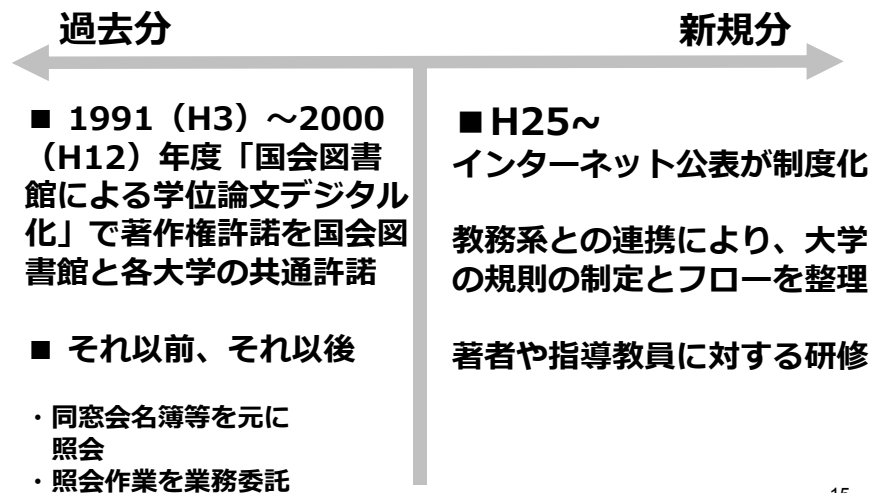 過去分
新規分
■ 1991（H3）～2000
（H12）年度「国会図書
館による学位論文デジタル
化」で著作権許諾を国会図
書館と各大学の共通許諾
■ それ以前、それ以後
・同窓会名簿等を元に
照会
・照会作業を業務委託
■H25~
インターネット公表が制度化
教務系との連携により、大学
の規則の制定とフローを整理
著者や指導教員に対する研修
15